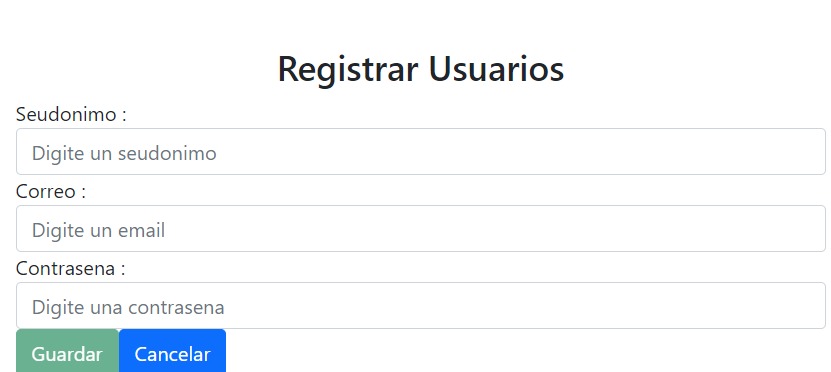 Registrar Usuarios
Seudonimo :
Digite un seudonimo
Correo :
Digite un email
Contrasena :
Digite una contrasena
Guardar Cancelar